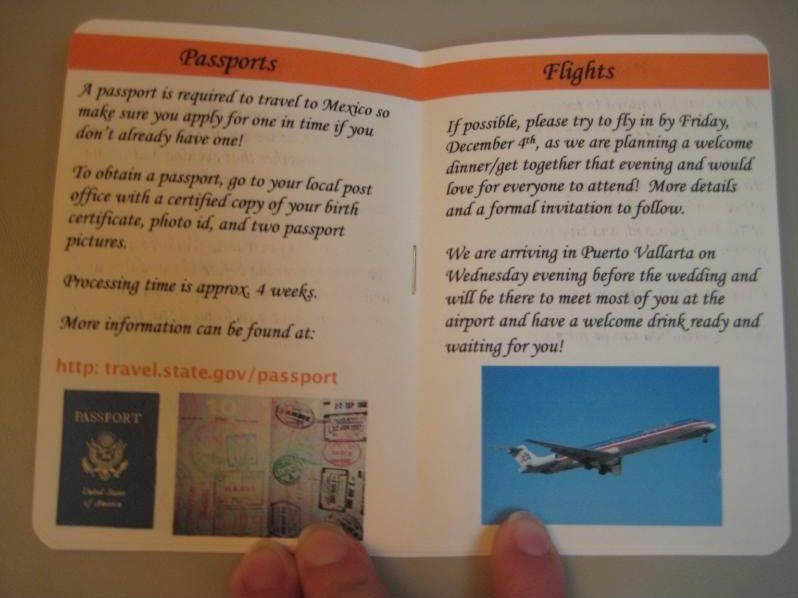 Passports
A passport is required to travel to Mexico so
make sure you apply for one in time if you
don't already have one!
To obtain a passport, go to your local post
office with a certified copy of your birth
certificate, photo id, and two passport
pictures.
Processing time is approx. 4 weeks.
More information can be found at:
http: travel.state.gov/passport
PASSPORT
United States
of America
Flights
If possible, please try to fly in by Friday,
December 4th, as we are planning a welcome
dinner/get together that evening and would
love for everyone to attend! More details
and a formal invitation to follow.
We are arriving in Puerto Vallarta on
Wednesday evening before the wedding and
will be there to meet most of you at the
airport and have a welcome drink ready and
waiting for you!